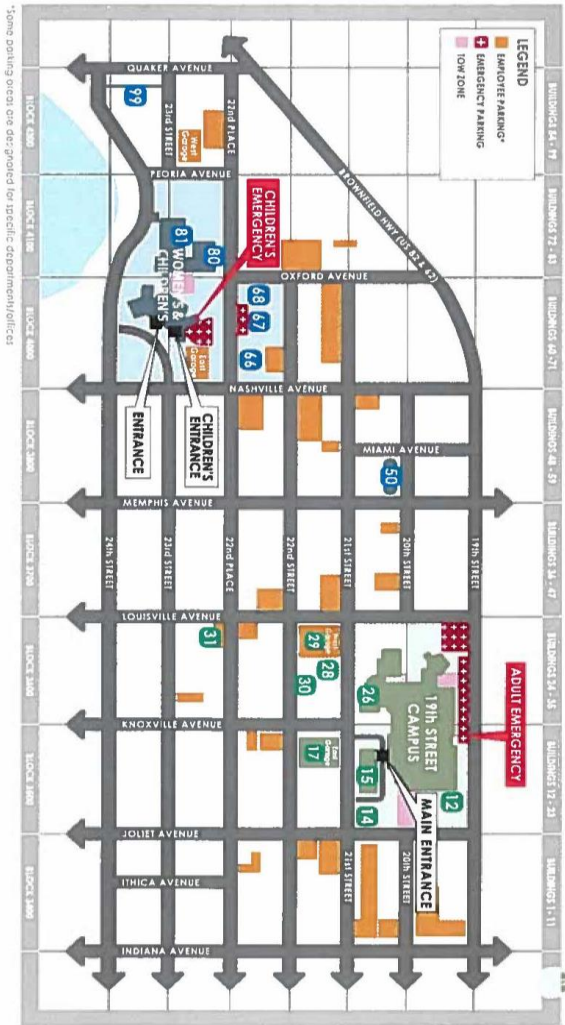 BUILDINGS 84 - 99
BUILDINGS 72 - 83
BUILDINGS 60 -71
BUILDINGS 48 - 59
BUILDINGS 36 - 47
BUILDINGS 24 - 35
BUILDINGS 12 - 23
BUILDINGS 1 - 11
LEGEND
EMPLOYEE PARKING*
EMERGENCY PARKING
TOW ZONE
BROWNFIELD HWY (US 82 & 62)
ADULT EMERGENCY
19th STREET
12
19th STREET
CAMPUS
MAIN ENTRANCE
20th STREET
20th STREET
MIAMI AVENUE
50
26
15
14
21st STREET
21st STREET
29
28
30
East
Garage
17
22nd STREET
22nd STREET
OXFORD AVENUE
68
67
66
CHILDREN'S
EMERGENCY
22nd PLACE
22nd PLACE
West
Garage
80
81
WOMEN'S &
CHILDREN'S
East
Garage
CHILDREN'S
ENTRANCE
ENTRANCE
31
23rd STREET
23rd STREET
99
24th STREET
QUAKER AVENUE
PEORIA AVENUE
NASHVILLE AVENUE
MEMPHIS AVENUE
LOUISVILLE AVENUE
KNOXVILLE AVENUE
JOLIET AVENUE
ITHICA AVENUE
INDIANA AVENUE
BLOCK 4200
BLOCK 4100
BLOCK 4000
BLOCK 3800
BLOCK 3700
BLOCK 3600
BLOCK 3500
BLOCK 3400
*Some parking areas are designated for specific departments/offices